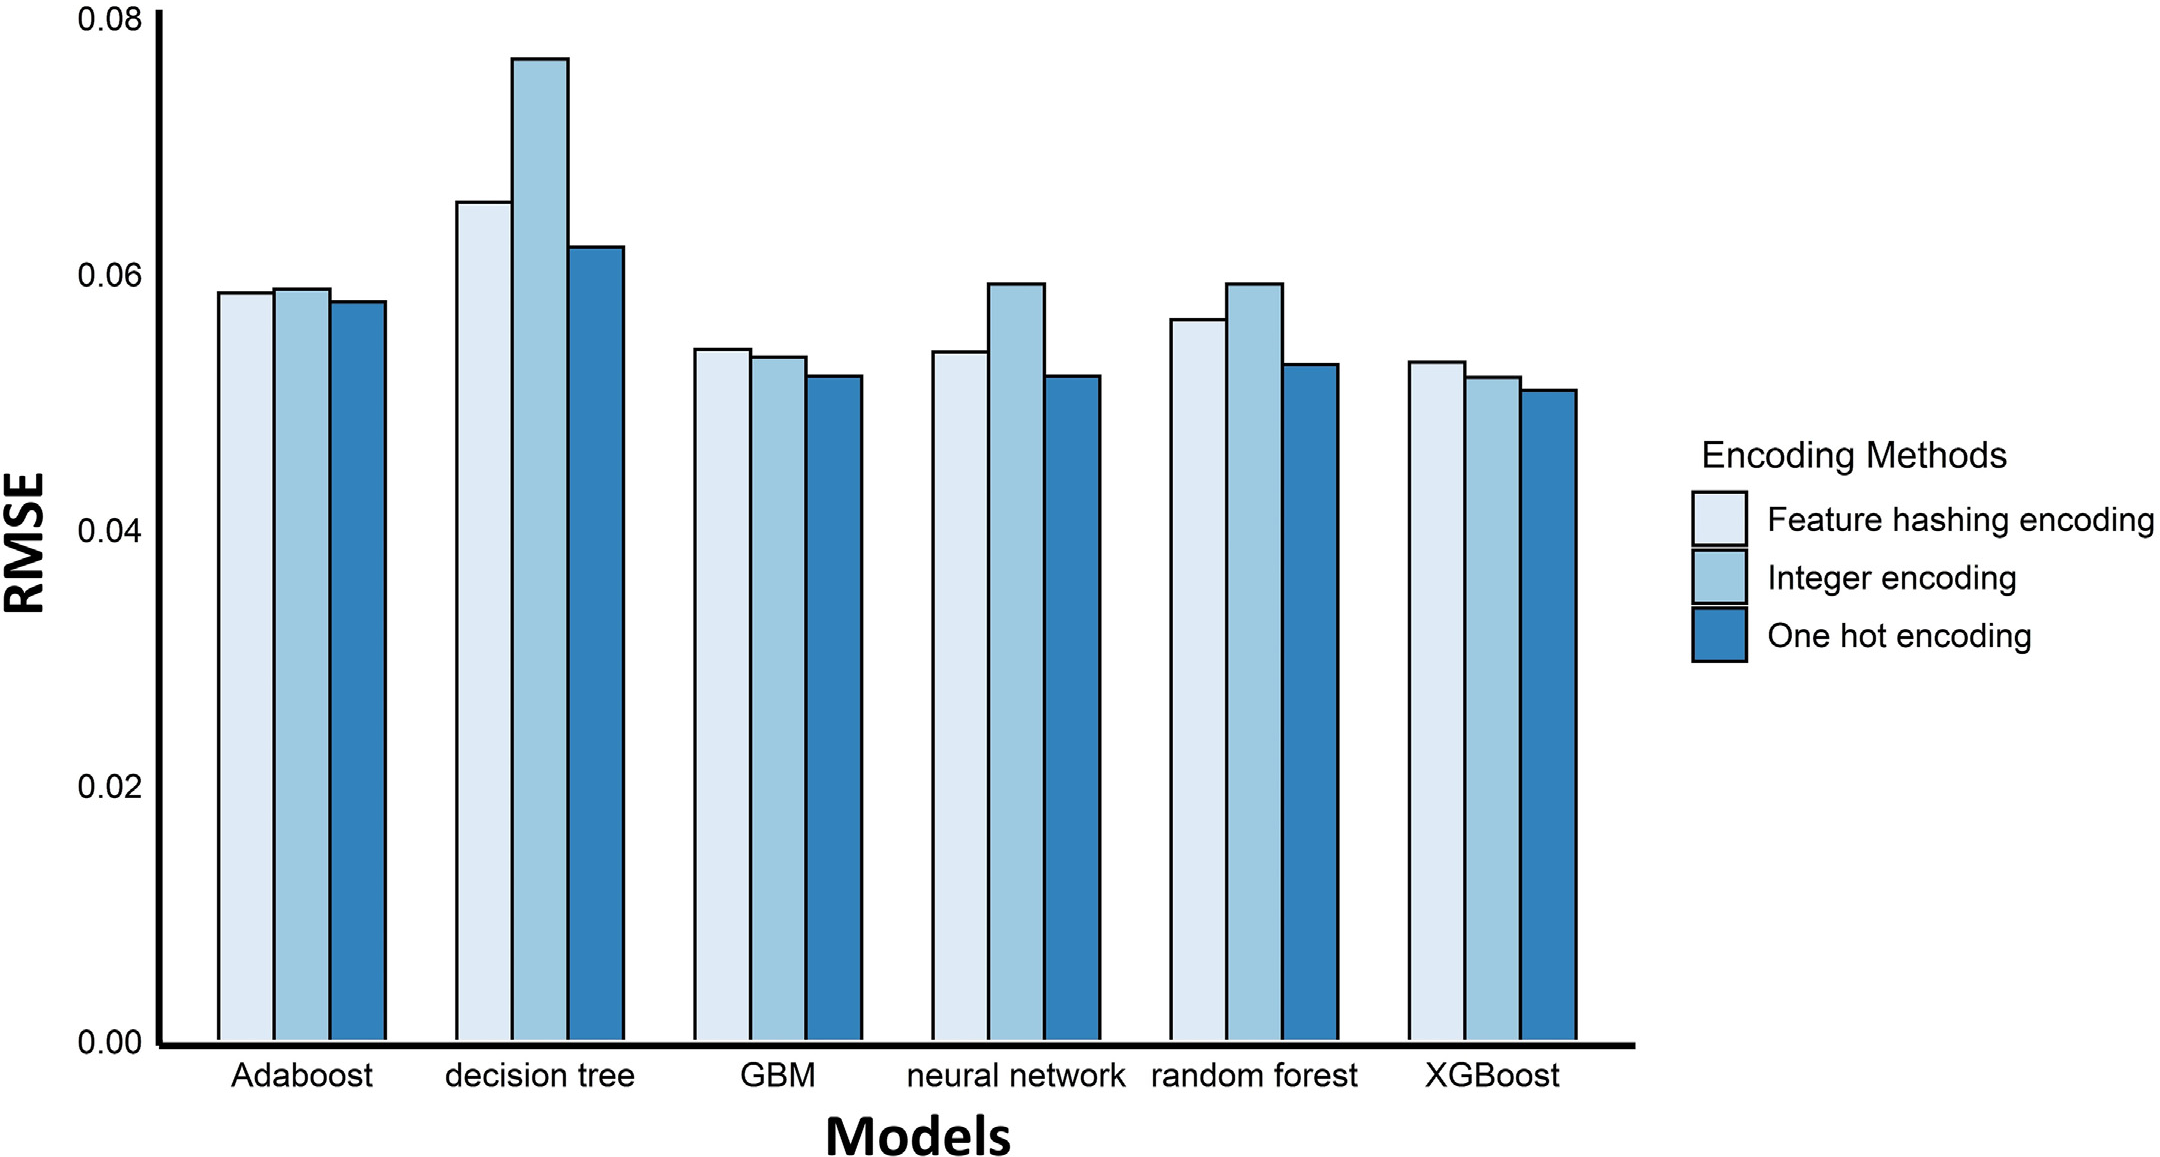 0.08
0.06
0.04
0.02
0.00
RMSE
Adaboost
decision tree
GBM
neural network
random forest
XGBoost
Models
Encoding Methods
Feature hashing encoding
Integer encoding
One hot encoding